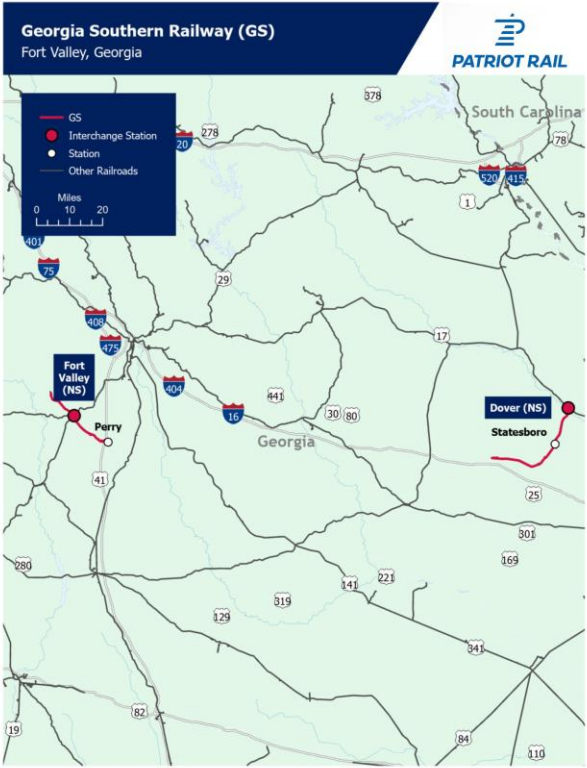 Georgia Southern Railway (GS)
Fort Valley, Georgia
PATRIOT RAIL
GS
Interchange Station
Station
Other Railroads
Miles
0 10 20
378
South Carolina
278
20
78
520
415
1
401
75
29
408
475
17
Fort
Valley
(NS)
404
441
16
30
80
Dover (NS)
Perry
Statesboro
Georgia
41
25
301
280
169
141
221
319
129
341
82
19
84
110